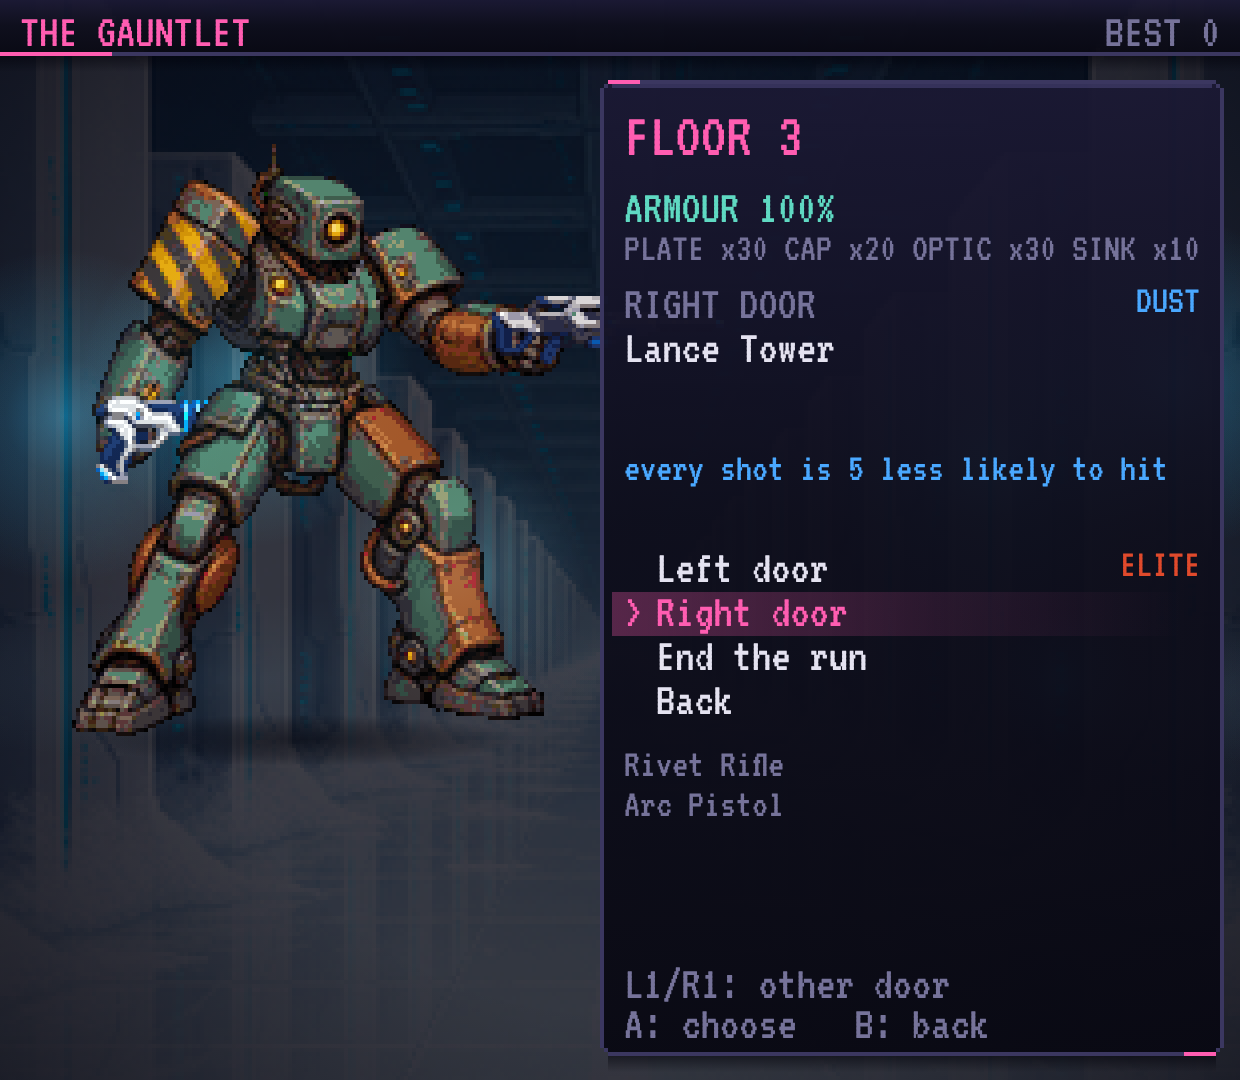 THE GAUNTLET
BEST 0
FLOOR 3
ARMOUR 100%
PLATE x30 CAP x20 OPTIC x30 SINK x10
RIGHT DOOR
DUST
Lance Tower
every shot is 5 less likely to hit
Left door
ELITE
> Right door
End the run
Back
Rivet Rifle
Arc Pistol
L1/R1: other door
A: choose B: back